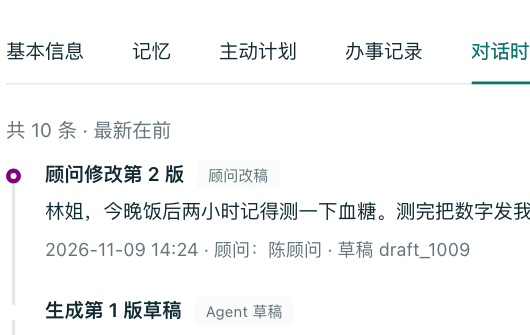 基本信息 记忆 主动计划 办事记录 对话时
共 10 条 · 最新在前
顾问修改第 2 版 顾问改稿
林姐，今晚饭后两小时记得测一下血糖。测完把数字发我
2026-11-09 14:24 · 顾问：陈顾问 · 草稿 draft_1009
生成第 1 版草稿 Agent 草稿